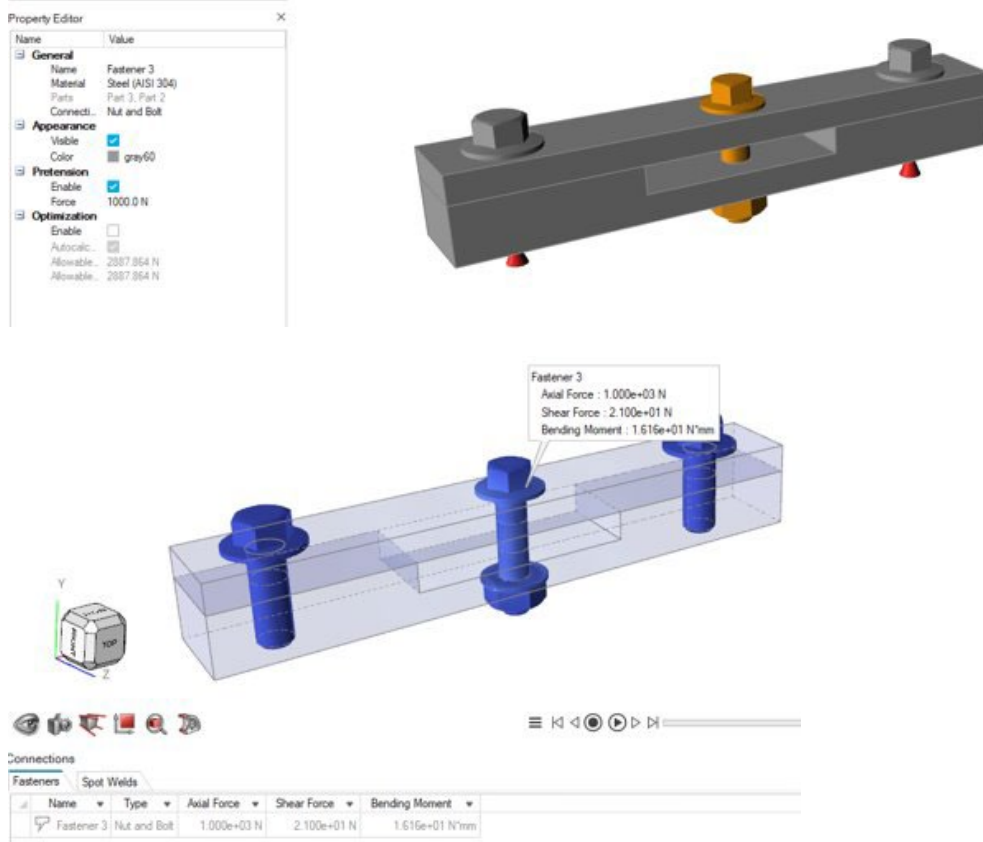 Property Editor
Name Value
General
Name Fastener 3
Material Steel (AISI 304)
Parts Part 3, Part 2
Connecti... Nut and Bolt
Appearance
Visible
Color gray60
Pretension
Enable
Force 1000.0 N
Optimization
Enable
Autocalc...
Allowable... 2887.864 N
Allowable... 2887.864 N
Fastener 3
Axial Force : 1.000e+03 N
Shear Force : 2.100e+01 N
Bending Moment : 1.616e+01 N*mm
Y
FRONT
TOP
Z
Connections
Fasteners Spot Welds
Name Type Axial Force Shear Force Bending Moment
Fastener 3 Nut and Bolt 1.000e+03 N 2.100e+01 N 1.616e+01 N*mm